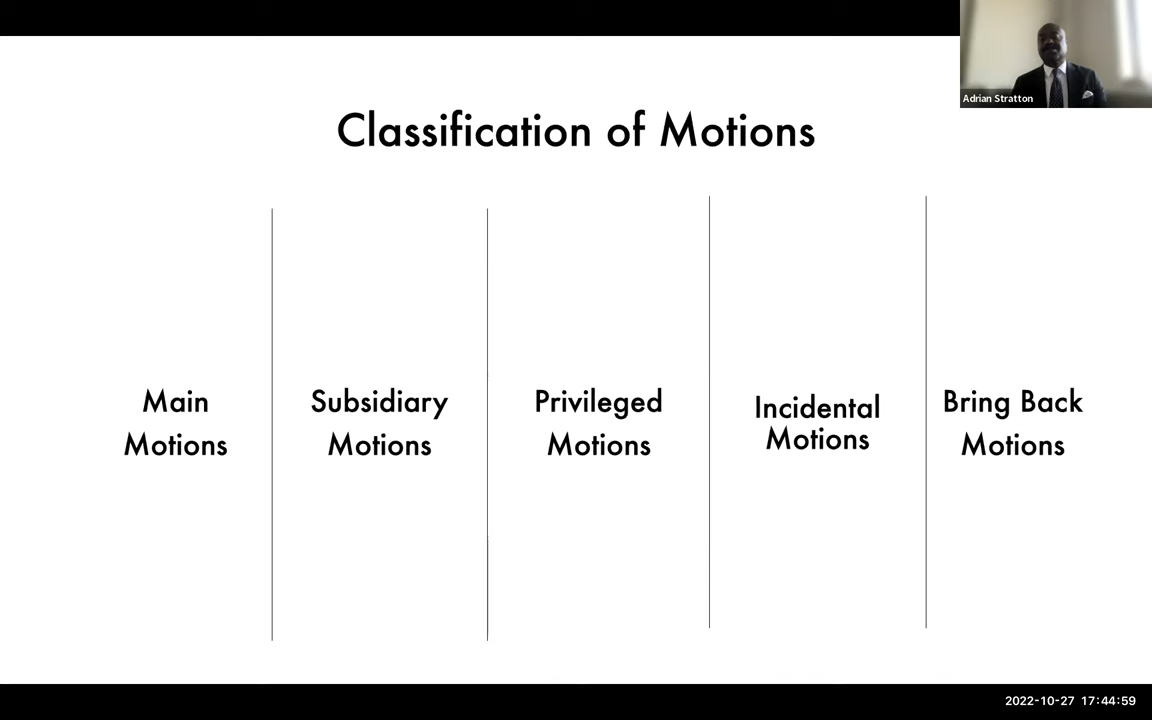 Adrian Stratton
Classification of Motions
Main
Motions
Subsidiary
Motions
Privileged
Motions
Incidental
Motions
Bring Back
Motions
2022-10-27 17:44:59